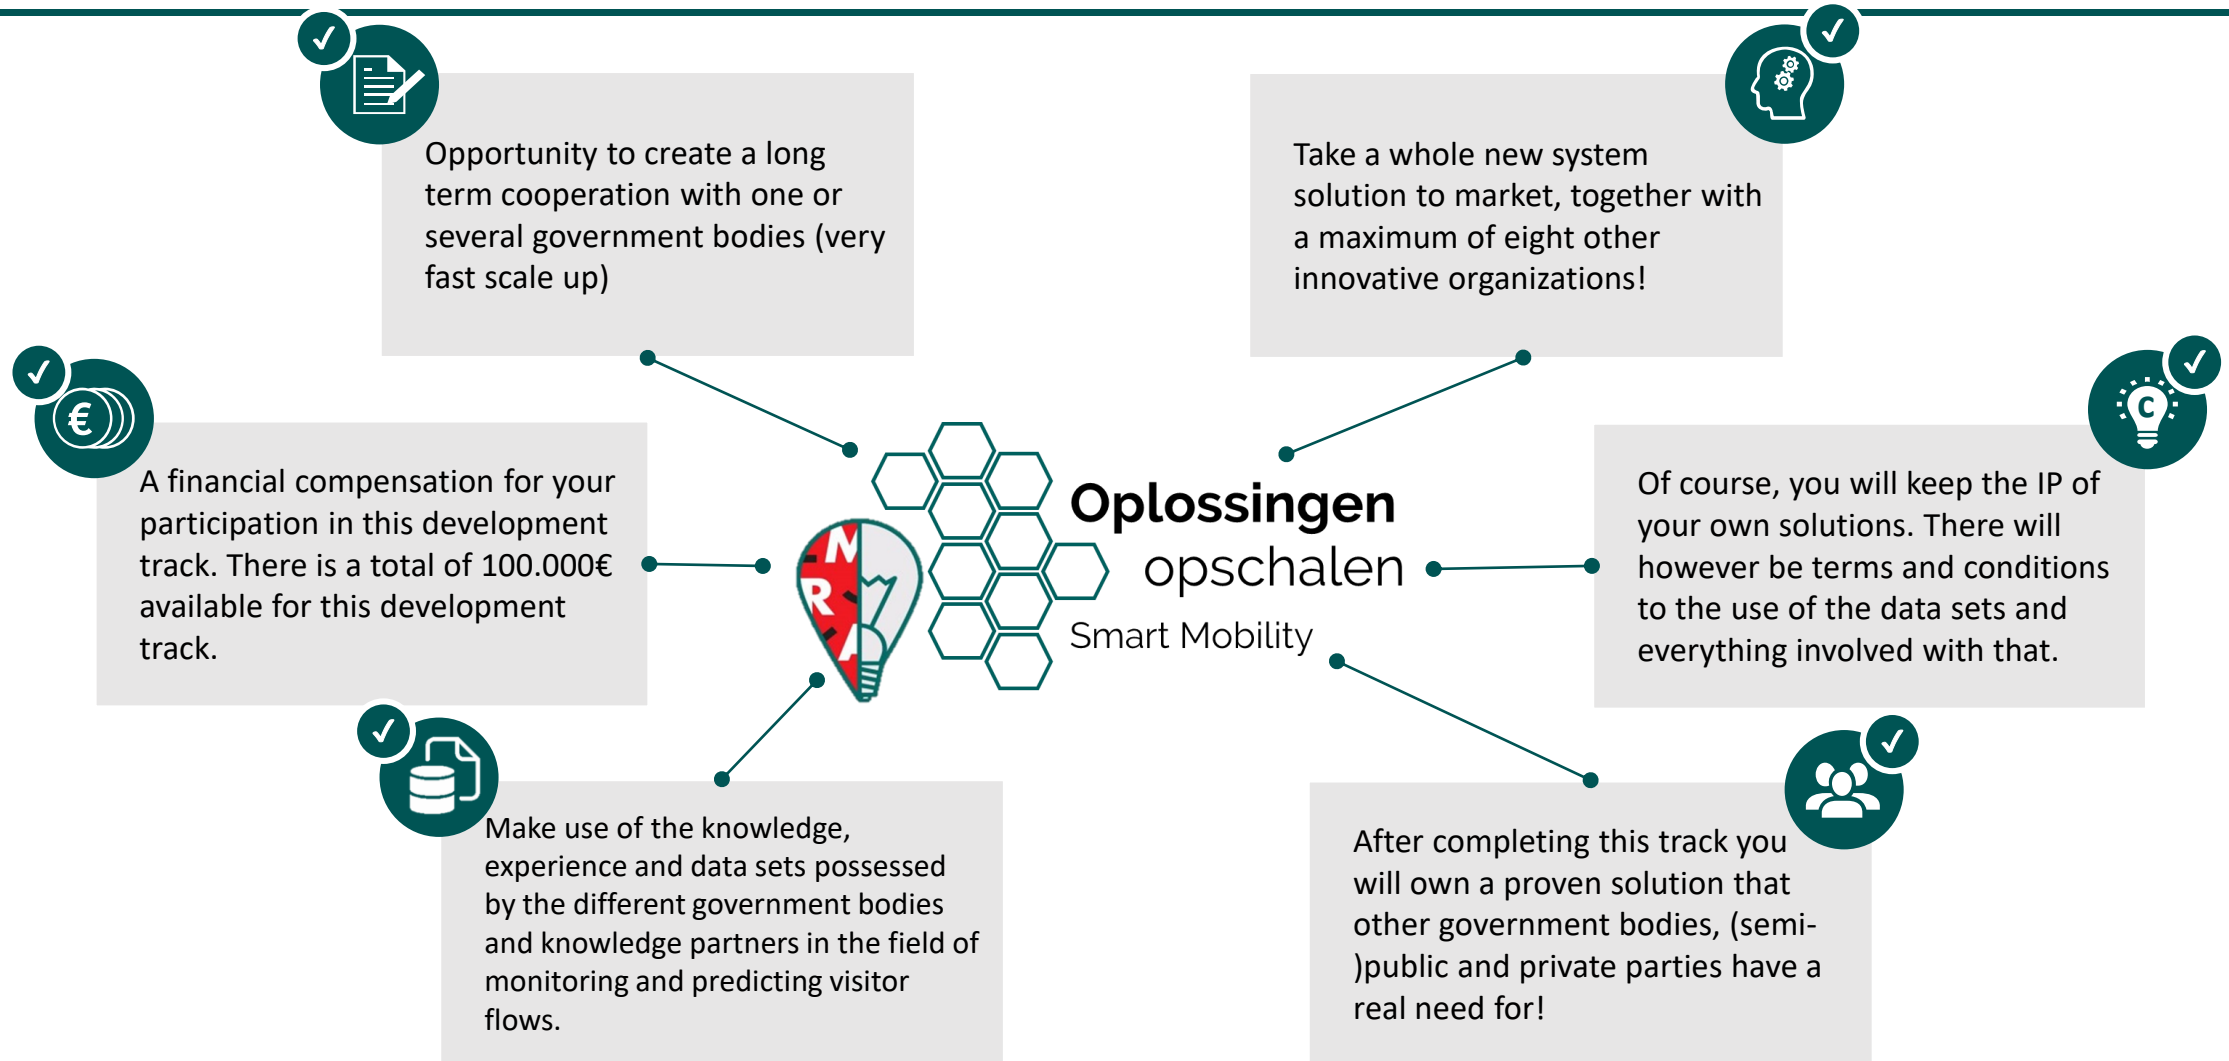 Opportunity to create a long
term cooperation with one or
several government bodies (very
fast scale up)
Take a whole new system
solution to market, together with
a maximum of eight other
innovative organizations!
€
A financial compensation for your
participation in this development
track. There is a total of 100.000€
available for this development
track.
M
R
A
Oplossingen
opschalen
Smart Mobility
C
Of course, you will keep the IP of
your own solutions. There will
however be terms and conditions
to the use of the data sets and
everything involved with that.
Make use of the knowledge,
experience and data sets possessed
by the different government bodies
and knowledge partners in the field of
monitoring and predicting visitor
flows.
After completing this track you
will own a proven solution that
other government bodies, (semi-
)public and private parties have a
real need for!